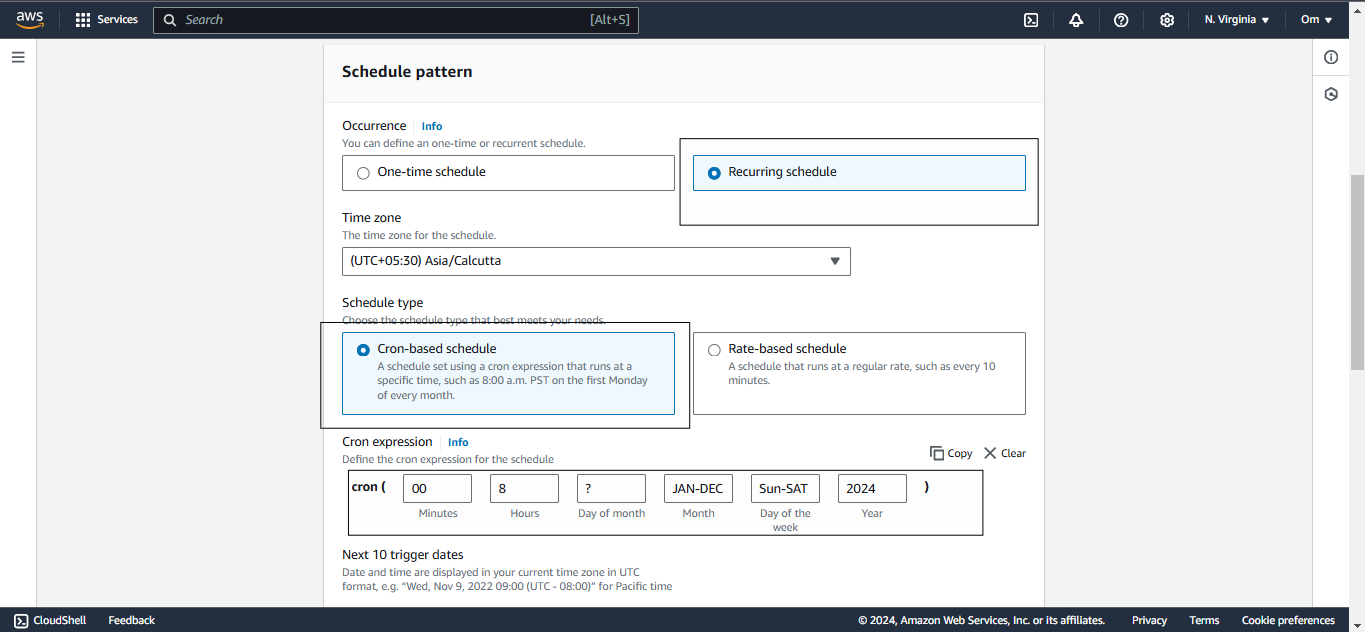 aws
Services
Search
[Alt+S]
N. Virginia
Om
Schedule pattern
Occurrence
Info
You can define an one-time or recurrent schedule.
One-time schedule
Recurring schedule
Time zone
The time zone for the schedule.
(UTC+05:30) Asia/Calcutta
Schedule type
Choose the schedule type that best meets your needs.
Cron-based schedule
A schedule set using a cron expression that runs at a
specific time, such as 8:00 a.m. PST on the first Monday
of every month.
Rate-based schedule
A schedule that runs at a regular rate, such as every 10
minutes.
Cron expression
Info
Define the cron expression for the schedule
Copy
Clear
cron ( 00 8 ? JAN-DEC Sun-SAT 2024 )
Minutes
Hours
Day of month
Month
Day of the
week
Year
Next 10 trigger dates
Date and time are displayed in your current time zone in UTC
format, e.g. “Wed, Nov 9, 2022 09:00 (UTC - 08:00)” for Pacific time
CloudShell
Feedback
© 2024, Amazon Web Services, Inc. or its affiliates.
Privacy
Terms
Cookie preferences